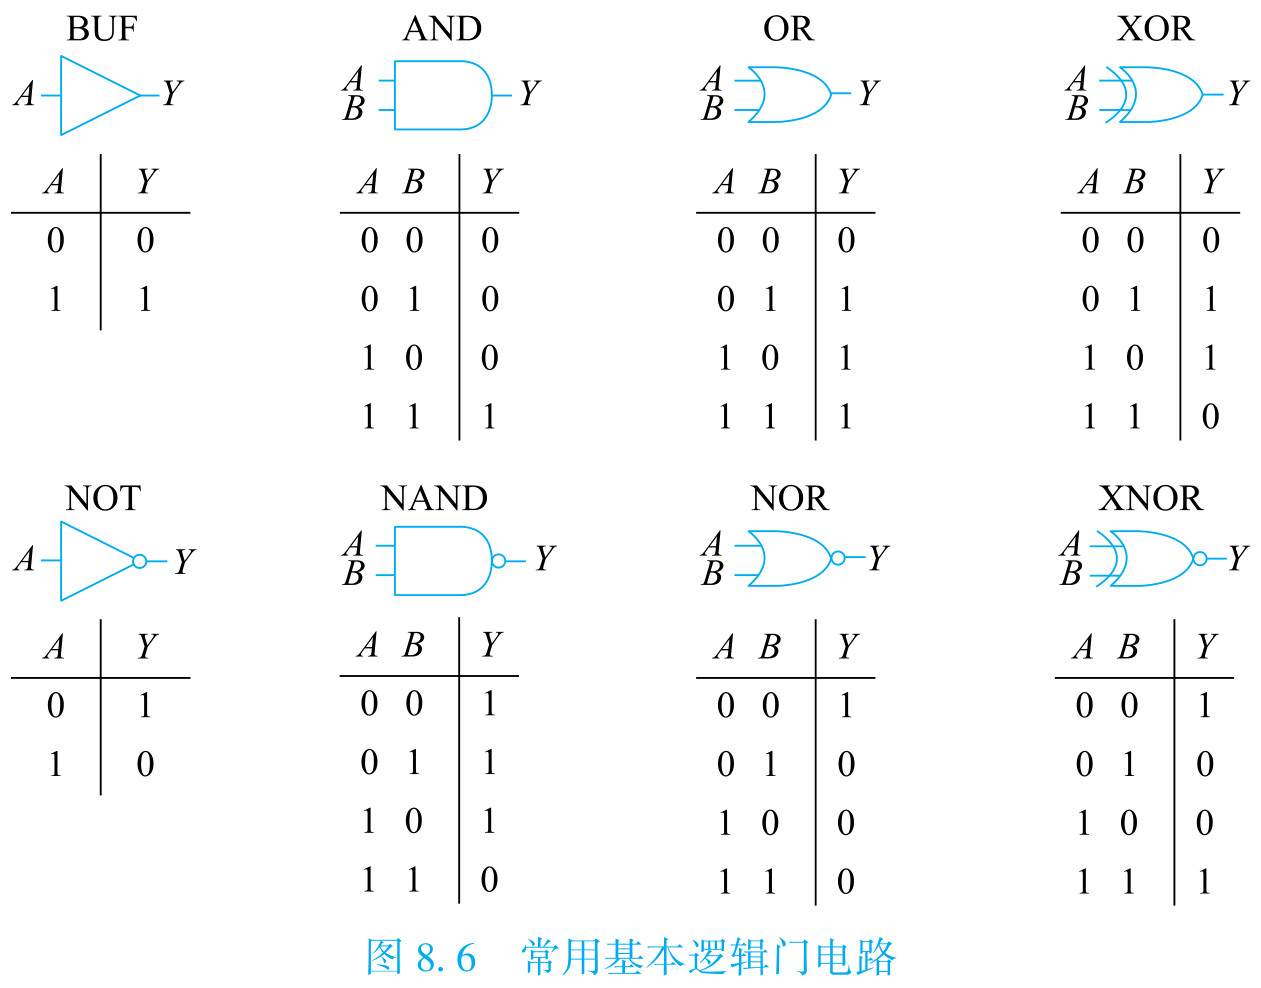 BUF AND OR XOR
A Y A B Y A B Y A B Y
A Y A B Y A B Y A B Y
0 0 0 0 0 0 0 0 0 0 0
1 1 0 1 0 0 1 1 0 1 1
1 0 0 1 0 1 1 0 1
1 1 1 1 1 1 1 1 0
NOT NAND NOR XNOR
A Y A B Y A B Y A B Y
A Y A B Y A B Y A B Y
0 1 0 0 1 0 0 1 0 0 1
1 0 0 1 1 0 1 0 0 1 0
1 0 1 1 0 0 1 0 0
1 1 0 1 1 0 1 1 1
图 8.6 常用基本逻辑门电路